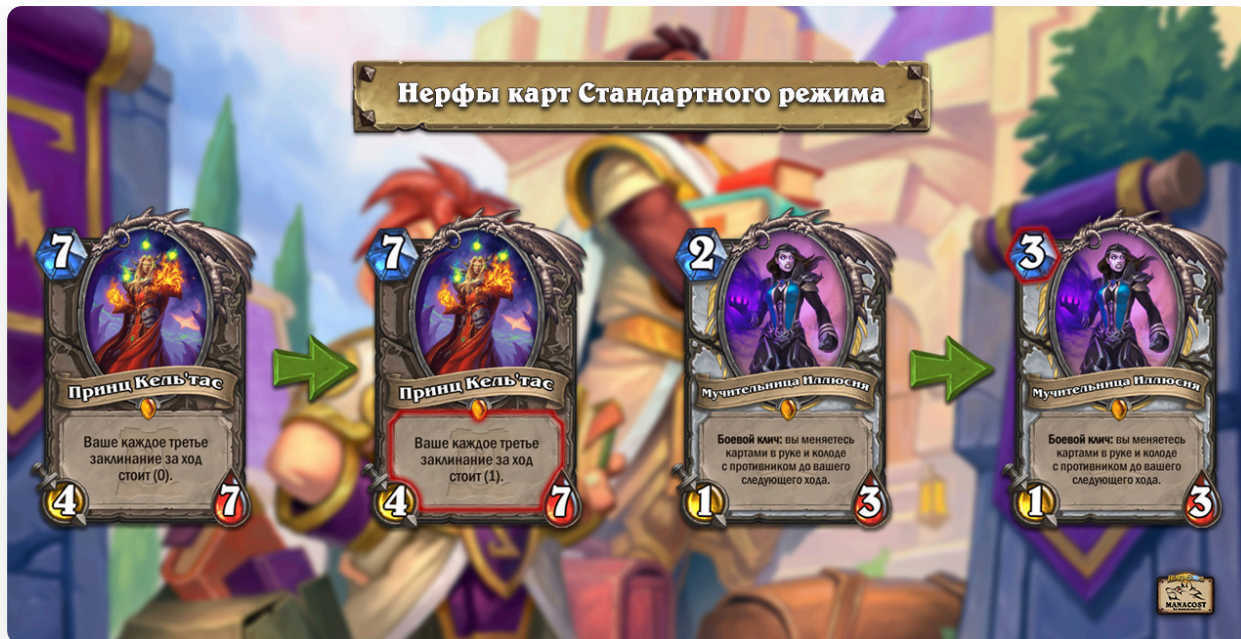 Нерфы карт Стандартного режима
7
Принц Кель'тас
Ваше каждое третье
заклинание за ход
стоит (0).
4
7
7
Принц Кель'тас
Ваше каждое третье
заклинание за ход
стоит (1).
4
7
2
Мучительница Иллюсия
Боевой клич: вы меняетесь
картами в руке и колоде
с противником до вашего
следующего хода.
1
3
3
Мучительница Иллюсия
Боевой клич: вы меняетесь
картами в руке и колоде
с противником до вашего
следующего хода.
1
3
MANACOST